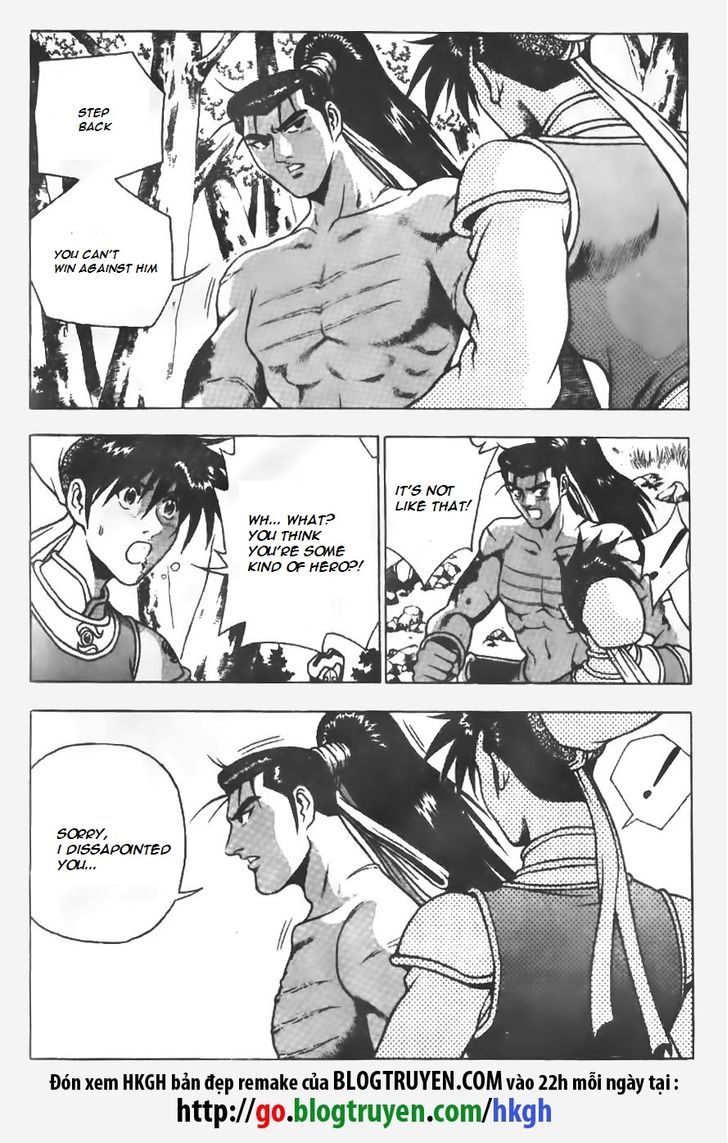 STEP
BACK
YOU CAN'T
WIN AGAINST HIM
WH... WHAT?
YOU THINK
YOU'RE SOME
KIND OF HERO?!
IT'S NOT
LIKE THAT!
!
SORRY,
I DISSAPOINTED
YOU...
!
Đón xem HKGH bản đẹp remake của BLOGTRUYEN.COM vào 22h mỗi ngày tại :
http://go.blogtruyen.com/hkgh